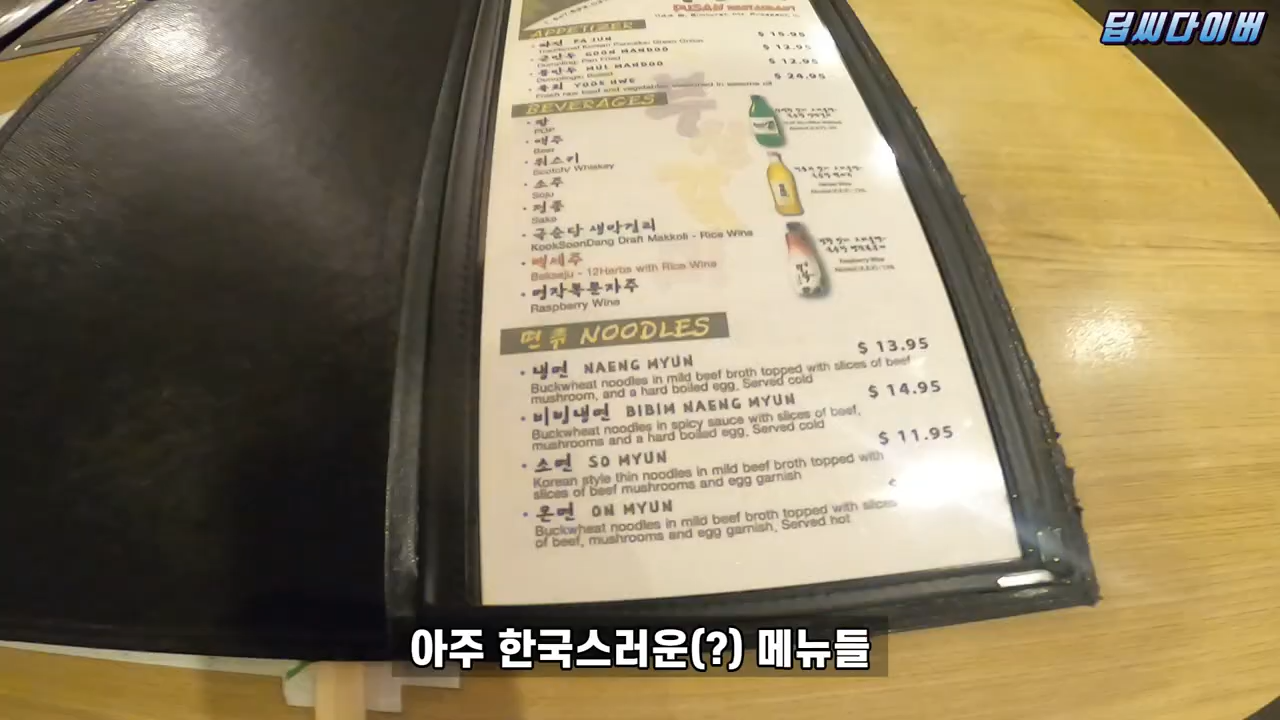 딥씨다이버
PUSAN RESTAURANT
APPETIZER
• 파전 PA JUN $ 15.95
Traditional Korean Pancake: Green Onion
• 군만두 GOON MANDOO $ 12.95
Dumpling: Pan Fried
• 물만두 MUL MANDOO $ 12.95
Dumplings: Boiled
• 육회 YOOK HWE $ 24.95
Fresh raw beef and vegetables seasoned in sesame oil
BEVERAGES
• 팝
POP
• 맥주
Beer
• 위스키
Scotch/ Whiskey
• 소주
Soju
• 정종
Sake
• 국순당 생막걸리
KookSoonDang Draft Makkoli - Rice Wine
• 백세주
Bekseju - 12Herbs with Rice Wine
• 명작복분자주
Raspberry Wine
면류 NOODLES
• 냉면 NAENG MYUN $ 13.95
Buckwheat noodles in mild beef broth topped with slices of beef
mushroom, and a hard boiled egg, Served cold
• 비빔냉면 BIBIM NAENG MYUN $ 14.95
Buckwheat noodles in spicy sauce with slices of beef,
mushrooms and a hard boiled egg, Served cold
• 소면 SO MYUN $ 11.95
Korean style thin noodles in mild beef broth topped with
slices of beef mushrooms and egg garnish
• 온면 ON MYUN $
Buckwheat noodles in mild beef broth topped with slices
of beef, mushrooms and egg garnish, Served hot
아주 한국스러운(?) 메뉴들